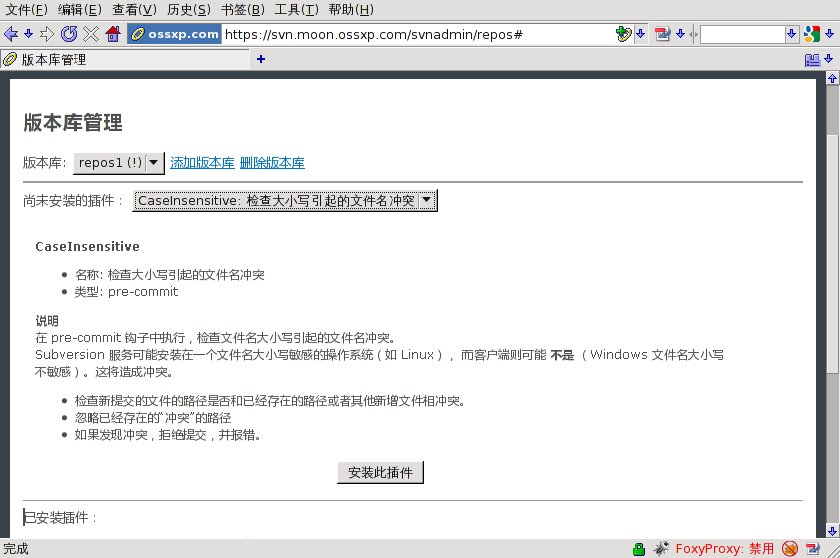 文件(F) 编辑(E) 查看(V) 历史(S) 书签(B) 工具(T) 帮助(H)
ossxp.com https://svn.moon.ossxp.com/svnadmin/repos#
版本库管理
版本库管理
版本库: repos1 (!) 添加版本库 删除版本库
尚未安装的插件： CaseInsensitive: 检查大小写引起的文件名冲突
CaseInsensitive
• 名称: 检查大小写引起的文件名冲突
• 类型: pre-commit
说明
在 pre-commit 钩子中执行，检查文件名大小写引起的文件名冲突。
Subversion 服务可能安装在一个文件名大小写敏感的操作系统（如 Linux），而客户端则可能 不是 （Windows 文件名大小写
不敏感）。这将造成冲突。
• 检查新提交的文件的路径是否和已经存在的路径或者其他新增文件相冲突。
• 忽略已经存在的“冲突”的路径
• 如果发现冲突，拒绝提交，并报错。
安装此插件
已安装插件：
完成 FoxyProxy: 禁用